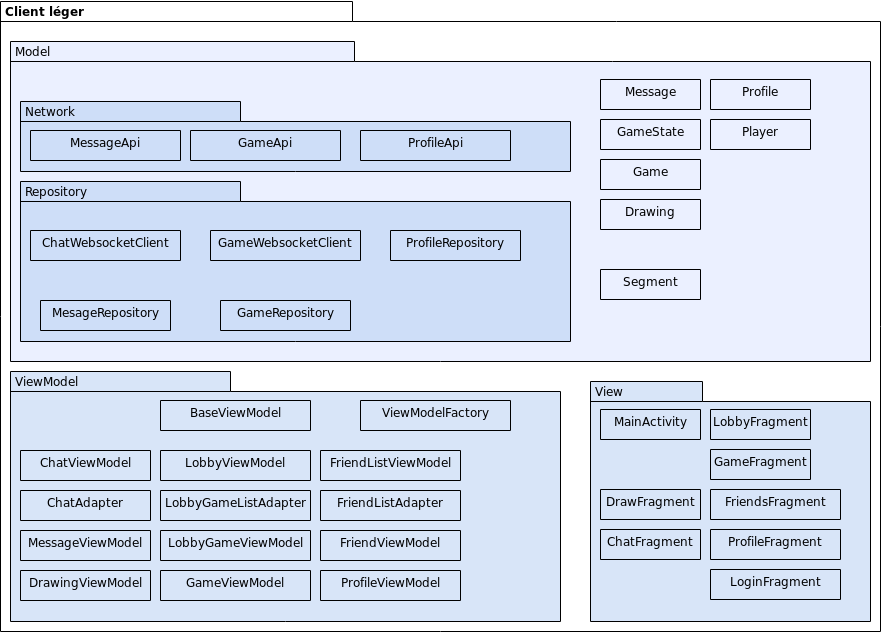 Client léger
Model
Network
MessageApi
GameApi
ProfileApi
Repository
ChatWebsocketClient
GameWebsocketClient
ProfileRepository
MesageRepository
GameRepository
Message
Profile
GameState
Player
Game
Drawing
Segment
ViewModel
BaseViewModel
ViewModelFactory
ChatViewModel
LobbyViewModel
FriendListViewModel
ChatAdapter
LobbyGameListAdapter
FriendListAdapter
MessageViewModel
LobbyGameViewModel
FriendViewModel
DrawingViewModel
GameViewModel
ProfileViewModel
View
MainActivity
LobbyFragment
GameFragment
DrawFragment
FriendsFragment
ChatFragment
ProfileFragment
LoginFragment